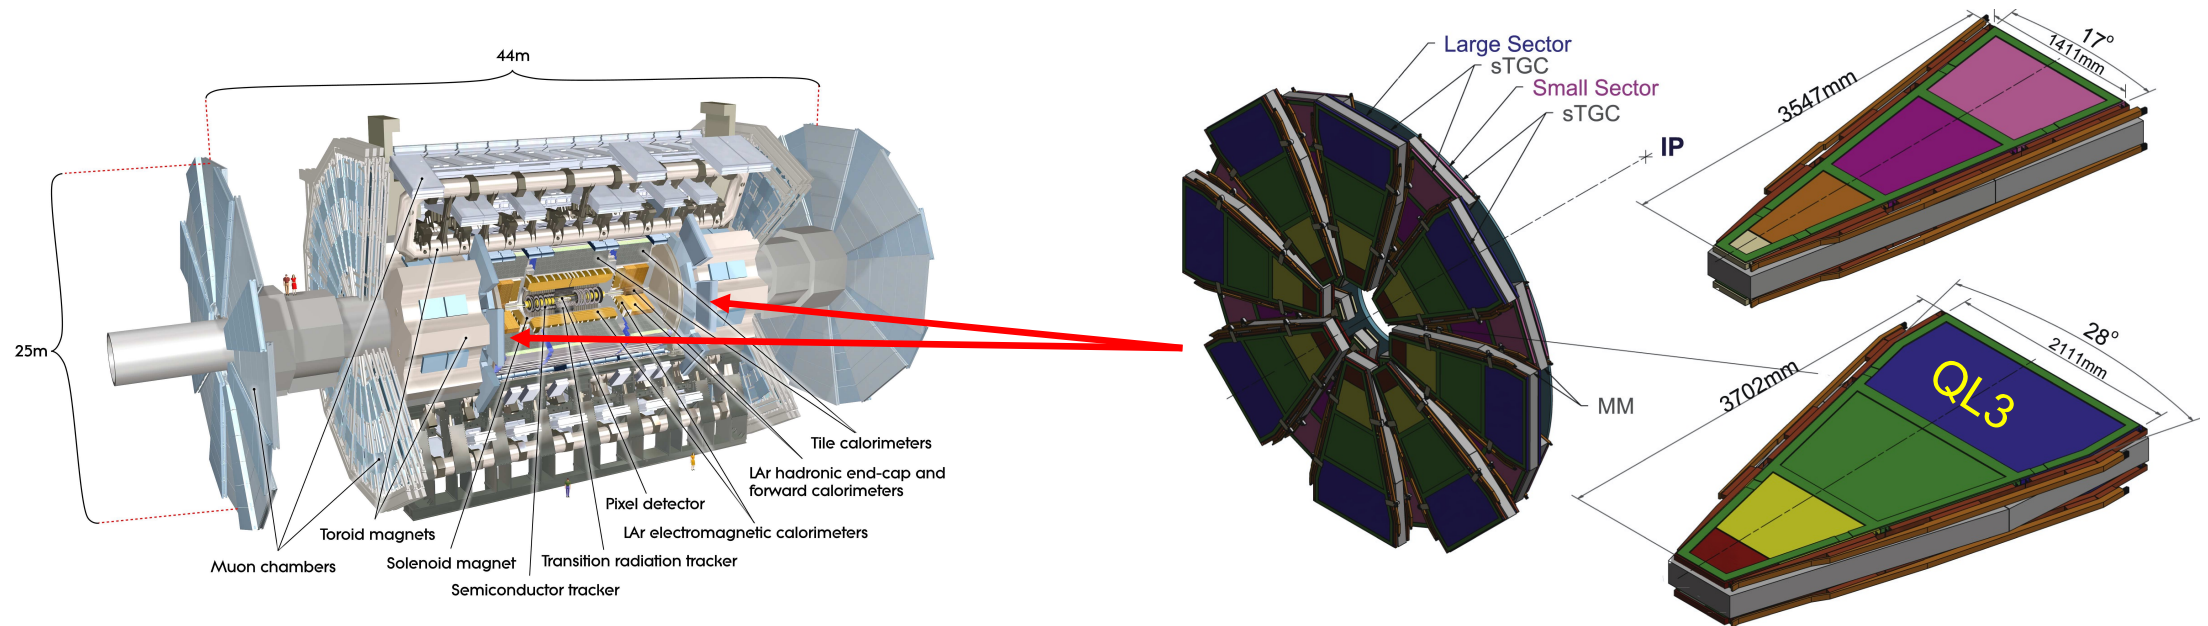 44m
25m
Muon chambers
Toroid magnets
Solenoid magnet
Semiconductor tracker
Transition radiation tracker
LAr electromagnetic calorimeters
Pixel detector
LAr hadronic end-cap and
forward calorimeters
Tile calorimeters
Large Sector
sTGC
Small Sector
sTGC
IP
MM
3547mm
17°
1411mm
3702mm
28°
2111mm
QL3